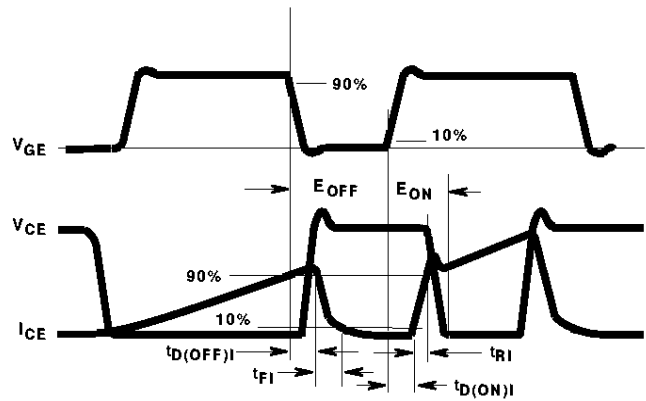 90%
10%
VGE
EOFF EON
VCE
90%
10%
ICE
tD(OFF)I
tRI
tFI
tD(ON)I